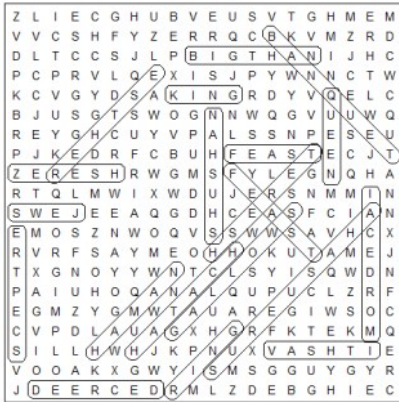 Z L I E C G H U B V E U S V T G H M E M
V V C S H F Y Z E R R Q C B K V M Z R D
D L T C C S J L P B I G T H A N I J H C
P C P R V L Q E X I S J P Y W N N C T W
K C V G Y D S A K I N G R D Y V Q E L C
B J U S G T S W O G N N W Q G V U U W Q
R E Y G H C U Y V P A L S S N P E S E U
P J K E D R F C B U H F E A S T E C J T
Z E R E S H R W G M S F Y L E G N Q H A
R T Q L M W I X W D U J E R S N M M I N
S W E J E E A Q G D H C E A S F C I A N
E M O S Z N W O Q V S S W W S A V H C X
R V R F S A Y M E O H H O K U T A M E J
T X G N O Y Y W N T C L S Y I S Q W D N
P A I U H O Q A N A L Q U P U C L Z R F
E G M Z Y G M W T A U A R E G I W S O C
C V P D L A U A G X H G R F K T E K M Q
S I L L H W H J K P N U X V A S H T I E
V O O A K X G W Y I S M S G G U Y G Y R
J D E E R C E D R M L Z D E B G H I E C